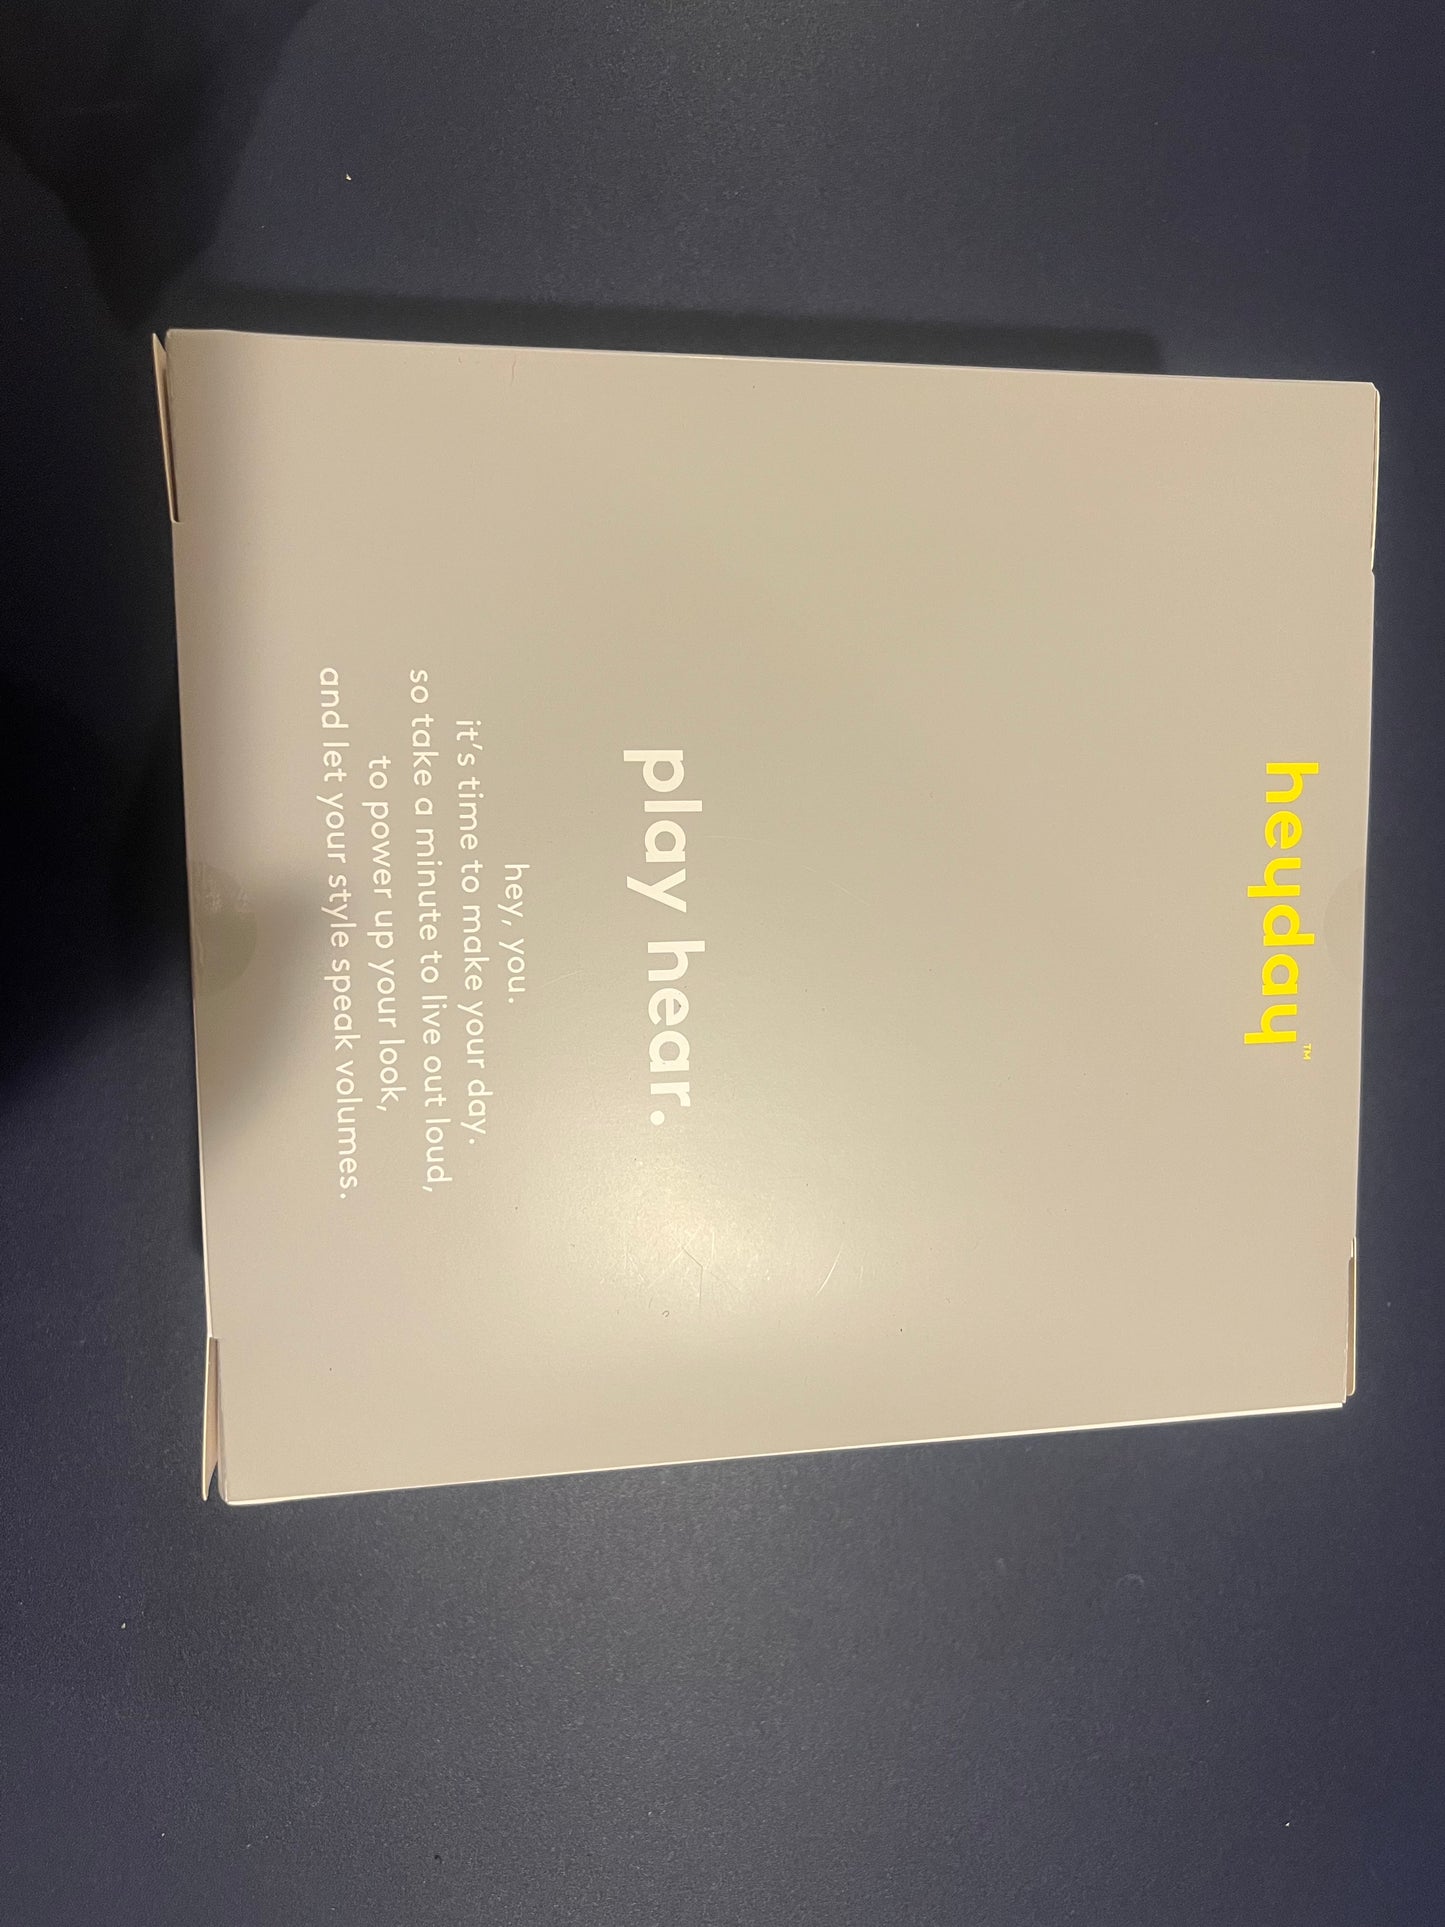 heyday™
play hear.
hey, you.
it's time to make your day.
so take a minute to live out loud,
to power up your look,
and let your style speak volumes.